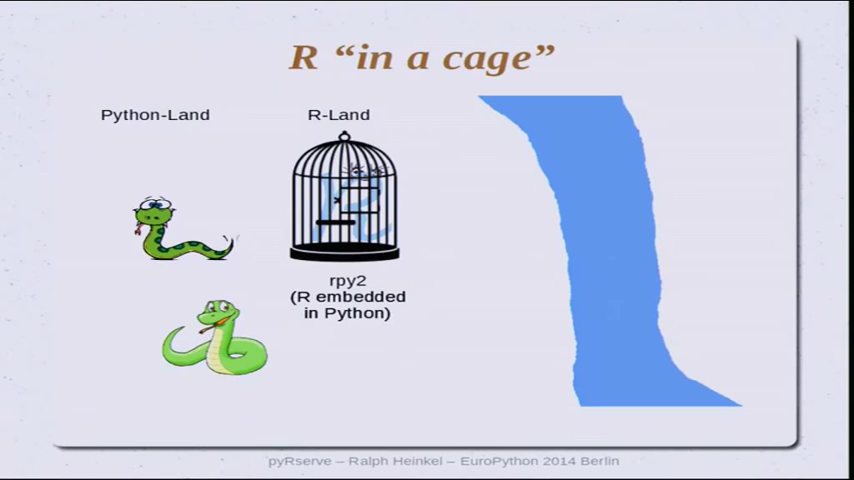 R “in a cage”
Python-Land
R-Land
R
rpy2
(R embedded
in Python)
pyRserve – Ralph Heinkel – EuroPython 2014 Berlin